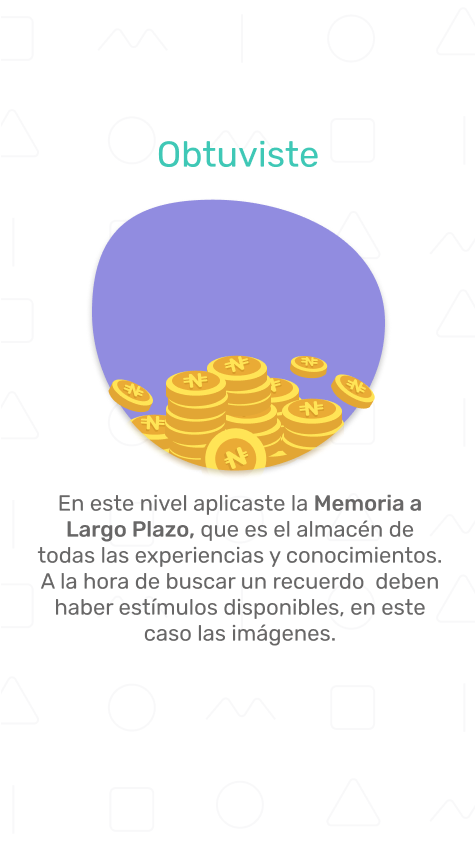 Obtuviste
En este nivel aplicaste la Memoria a
Largo Plazo, que es el almacén de
todas las experiencias y conocimientos.
A la hora de buscar un recuerdo  deben
haber estímulos disponibles, en este
caso las imágenes.